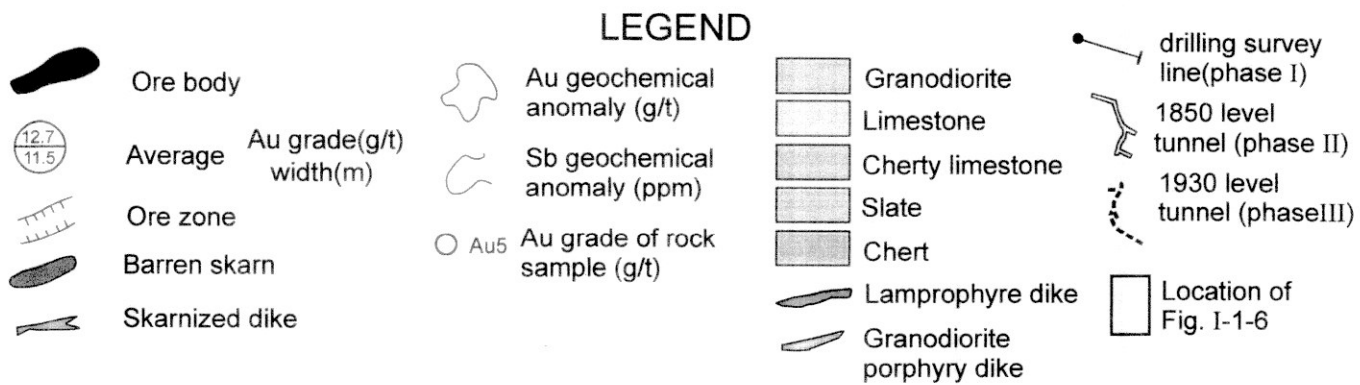 LEGEND
Ore body
12.7
11.5
Average
Au grade(g/t)
width(m)
Ore zone
Barren skarn
Skarnized dike
Au geochemical
anomaly (g/t)
Sb geochemical
anomaly (ppm)
Au5
Au grade of rock
sample (g/t)
Granodiorite
Limestone
Cherty limestone
Slate
Chert
Lamprophyre dike
Granodiorite
porphyry dike
drilling survey
line(phase I)
1850 level
tunnel (phase II)
1930 level
tunnel (phaseIII)
Location of
Fig. I-1-6